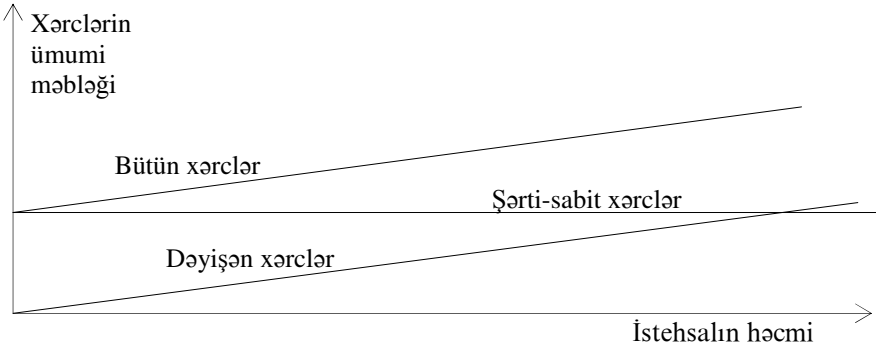 Xərclərin
ümumi
məbləği
Bütün xərclər
Şərti-sabit xərclər
Dəyişən xərclər
İstehsalın həcmi